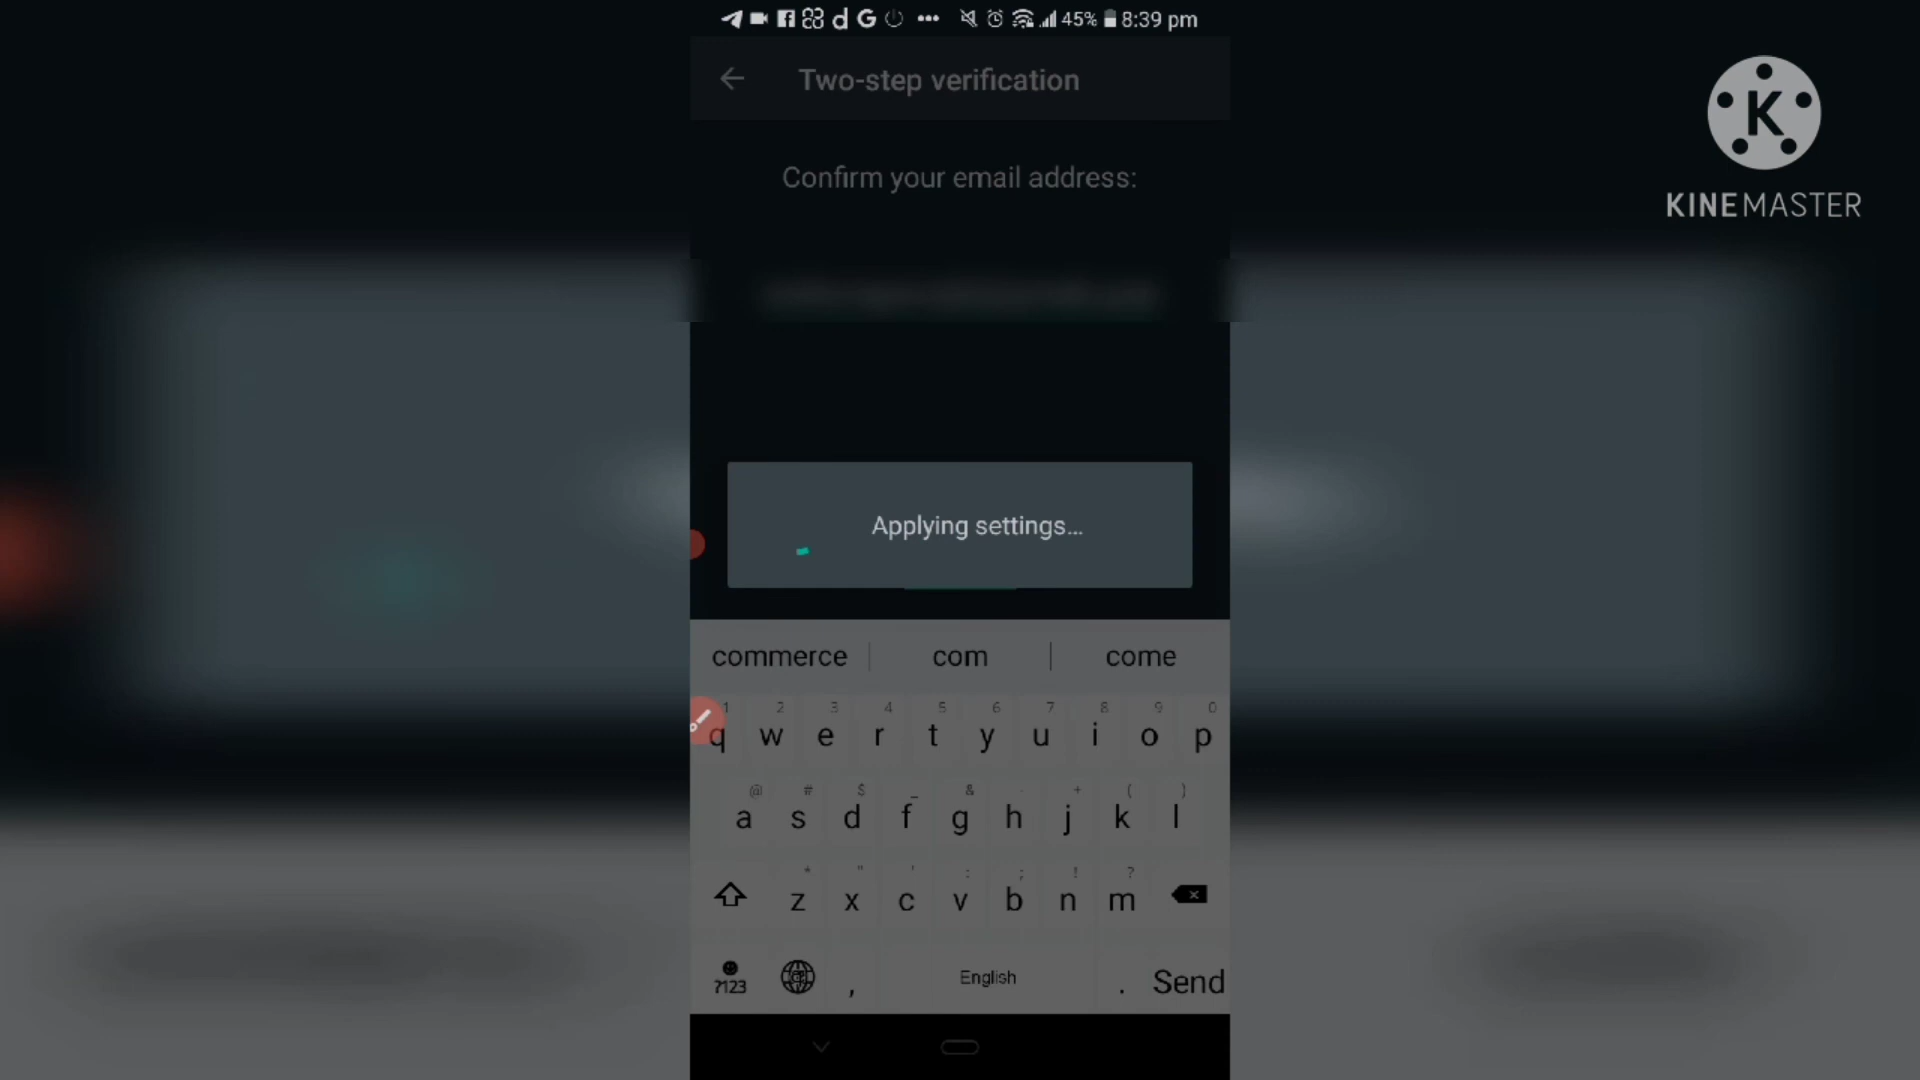 45% 8:39 pm
Two-step verification
K
KINEMASTER
Confirm your email address:
Applying settings...
commerce com come
1 2 3 4 5 6 7 8 9 0
q w e r t y u i o p
@ # $ _ & - + ( )
a s d f g h j k l
* " ' : ; ! ?
z x c v b n m
?123 , English . Send